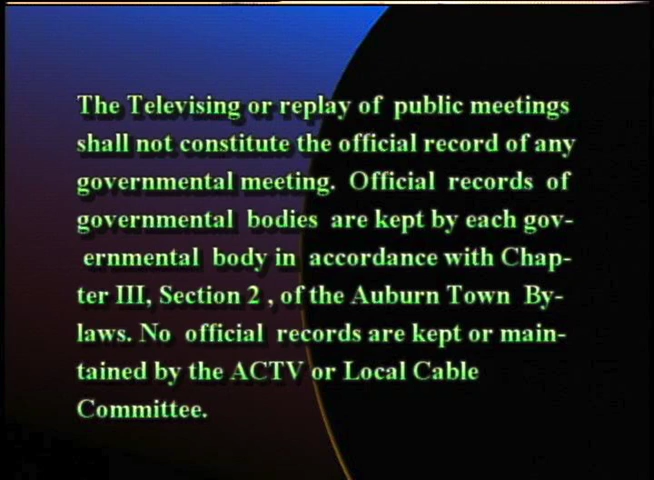 The Televising or replay of public meetings
shall not constitute the official record of any
governmental meeting. Official records of
governmental bodies are kept by each gov-
ernmental body in accordance with Chap-
ter III, Section 2 , of the Auburn Town By-
laws. No official records are kept or main-
tained by the ACTV or Local Cable
Committee.